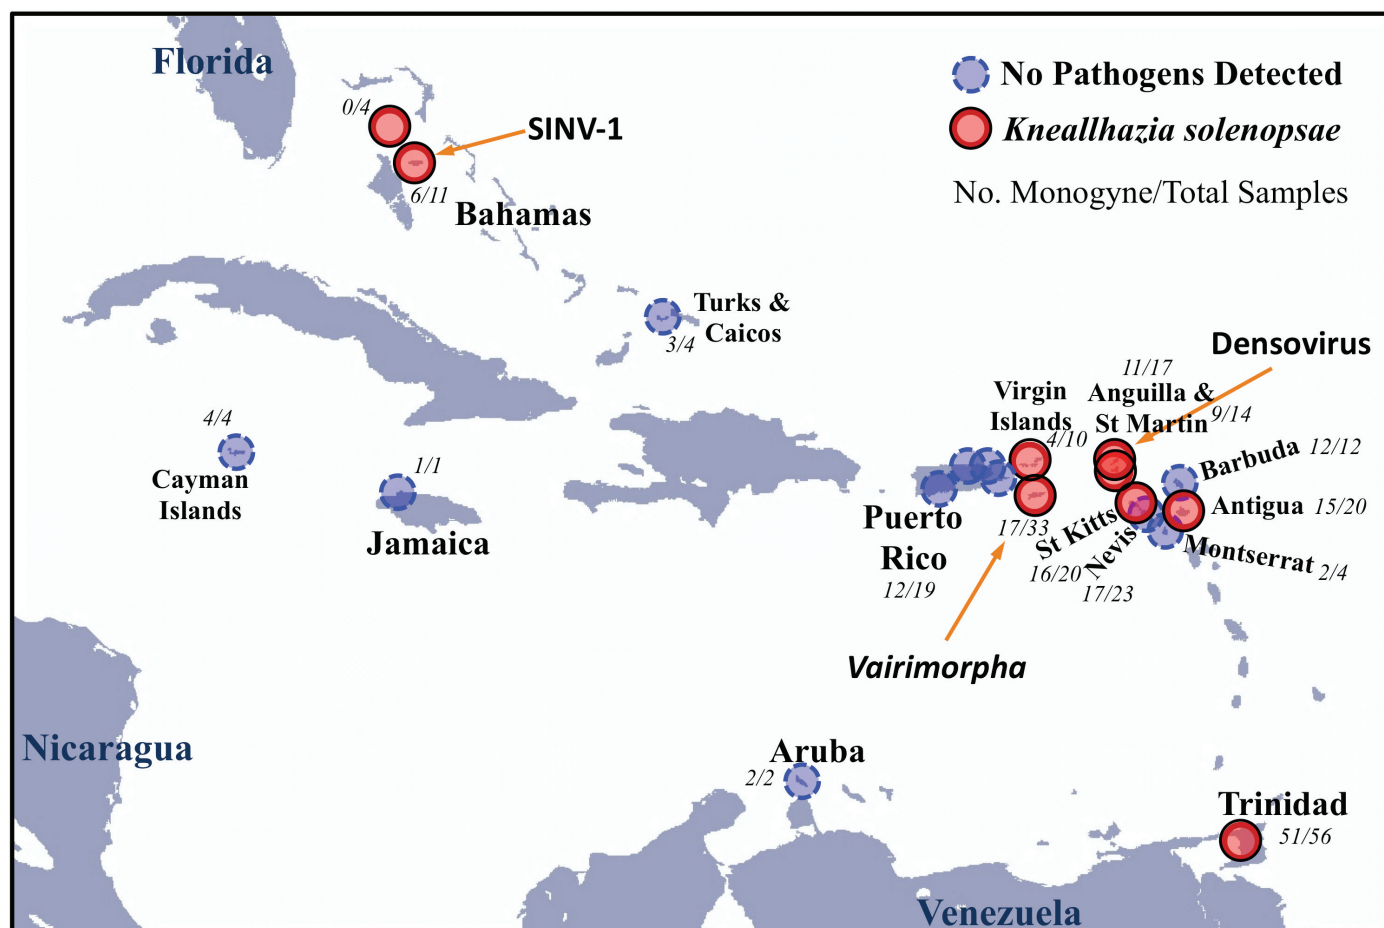 Florida
0/4
SINV-1
6/11
Bahamas
No Pathogens Detected
Kneallhazia solenopsae
No. Monogyne/Total Samples
Turks &
Caicos
3/4
Densovirus
11/17
Virgin
Islands
4/10
Anguilla &
St Martin
9/14
4/4
Cayman
Islands
1/1
Jamaica
Barbuda 12/12
Antigua 15/20
Montserrat 2/4
Puerto
Rico
12/19
17/33
St Kitts
16/20
Nevis
17/23
Vairimorpha
Nicaragua
Aruba
2/2
Trinidad
51/56
Venezuela